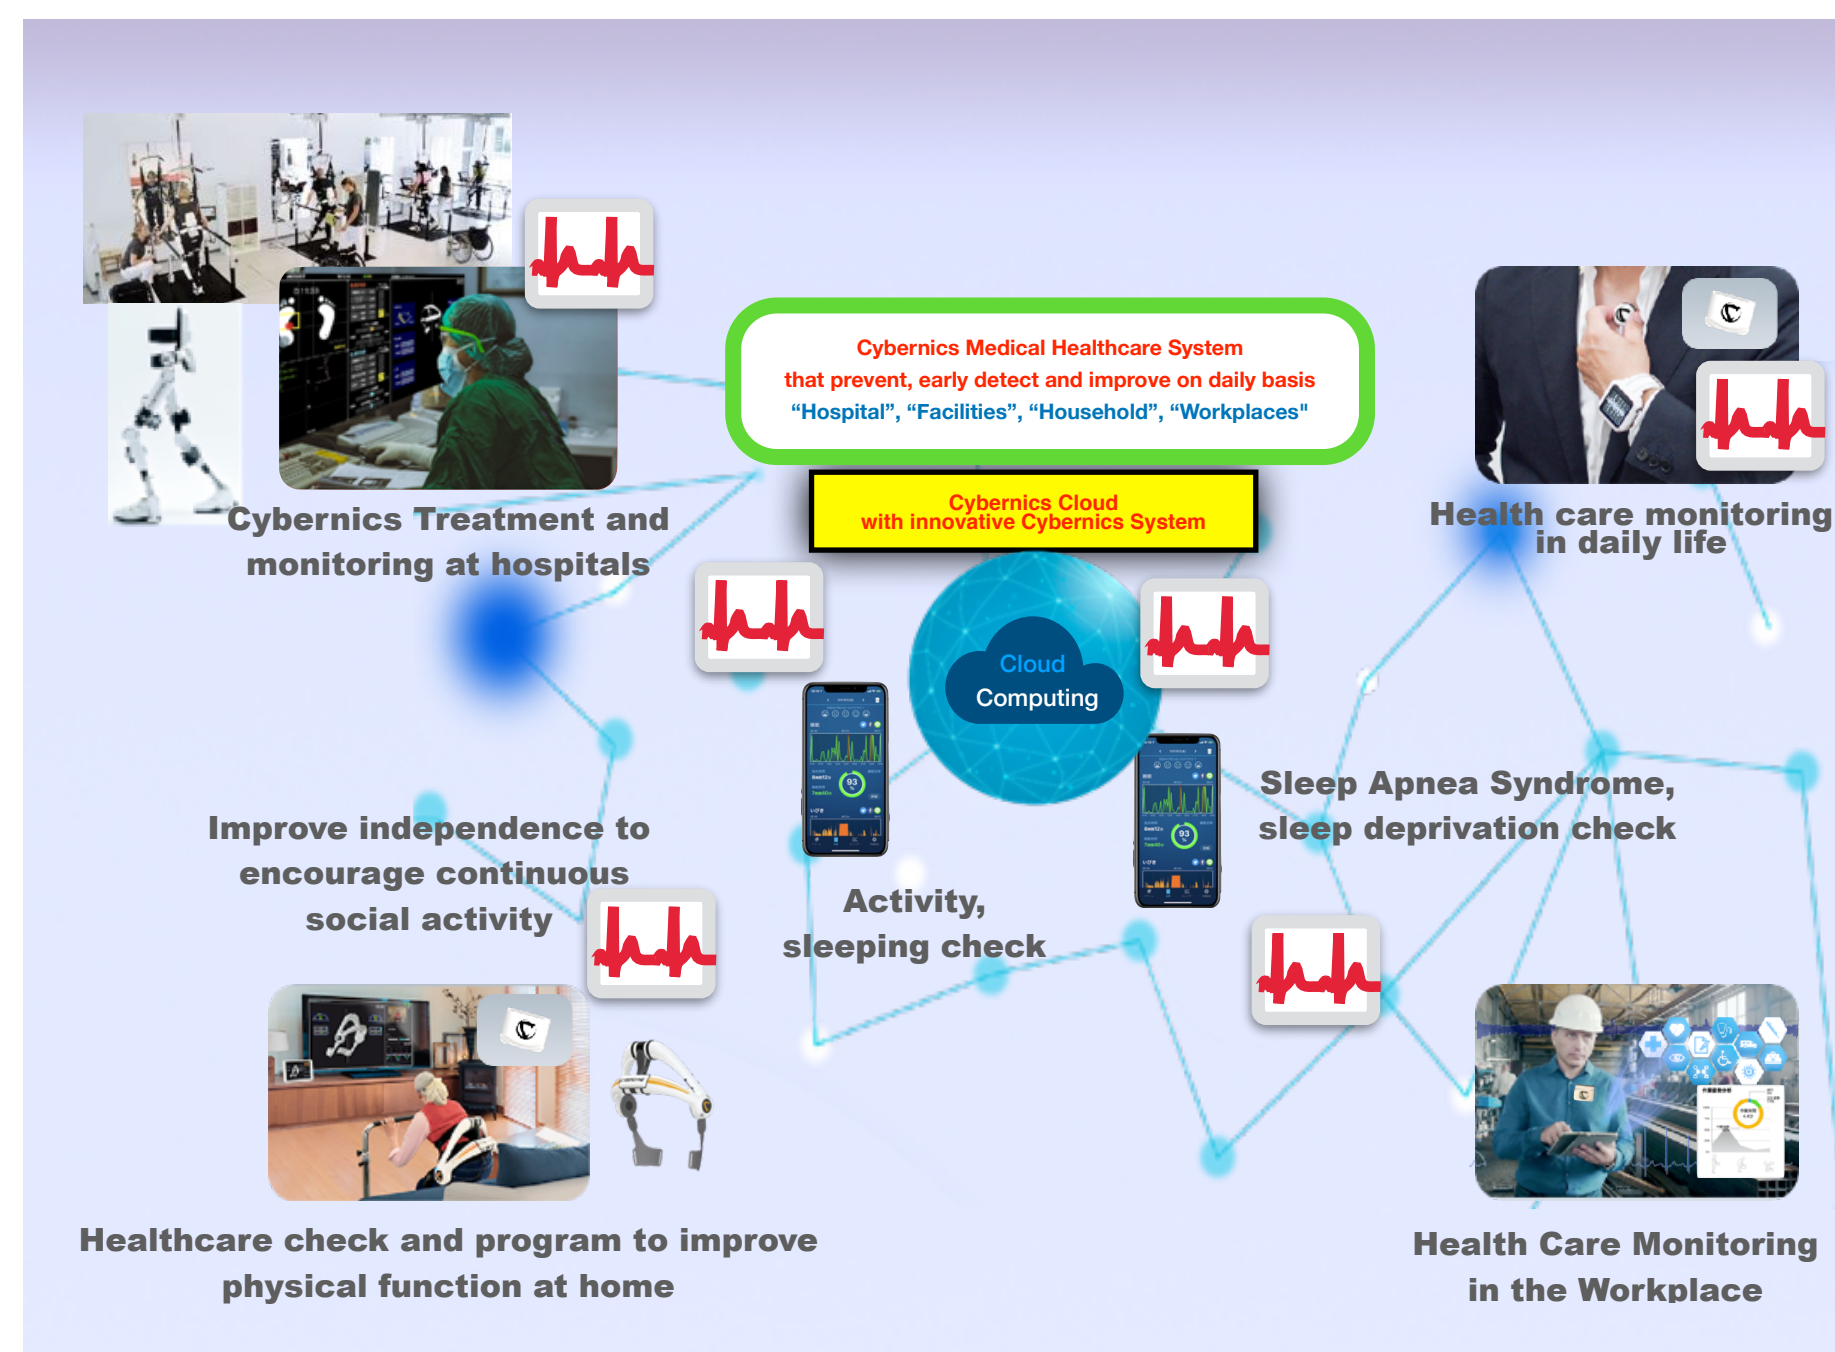 Cybernics Medical Healthcare System
that prevent, early detect and improve on daily basis
“Hospital”, “Facilities”, “Household”, “Workplaces"
Cybernics Cloud
with innovative Cybernics System
Cybernics Treatment and
monitoring at hospitals
Health care monitoring
in daily life
Cloud
Computing
93
%
93
%
Sleep Apnea Syndrome,
sleep deprivation check
Improve independence to
encourage continuous
social activity
Activity,
sleeping check
Healthcare check and program to improve
physical function at home
Health Care Monitoring
in the Workplace